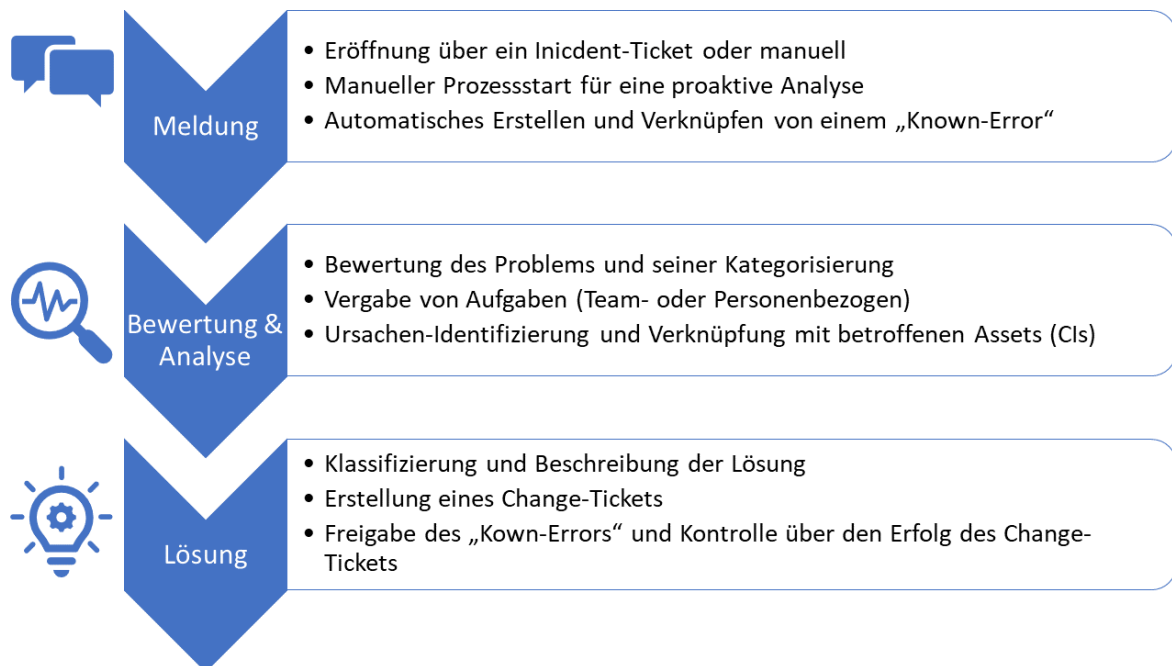 Meldung
• Eröffnung über ein Inicdent-Ticket oder manuell
• Manueller Prozessstart für eine proaktive Analyse
• Automatisches Erstellen und Verknüpfen von einem „Known-Error“
Bewertung &
Analyse
• Bewertung des Problems und seiner Kategorisierung
• Vergabe von Aufgaben (Team- oder Personenbezogen)
• Ursachen-Identifizierung und Verknüpfung mit betroffenen Assets (CIs)
Lösung
• Klassifizierung und Beschreibung der Lösung
• Erstellung eines Change-Tickets
• Freigabe des „Kown-Errors“ und Kontrolle über den Erfolg des Change-
Tickets